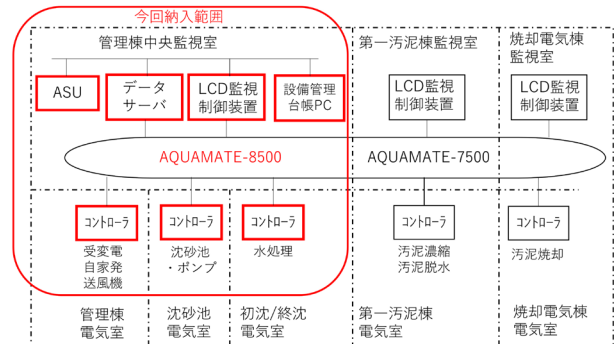 今回納入範囲
管理棟中央監視室
第一汚泥棟監視室
焼却電気棟
監視室
ASU
データ
サーバ
LCD監視
制御装置
設備管理
台帳PC
LCD監視
制御装置
LCD監視
制御装置
AQUAMATE-8500
AQUAMATE-7500
コントローラ
コントローラ
コントローラ
コントローラ
コントローラ
受変電
自家発
送風機
沈砂池
・ポンプ
水処理
汚泥濃縮
汚泥脱水
汚泥焼却
管理棟
電気室
沈砂池
電気室
初沈/終沈
電気室
第一汚泥棟
電気室
焼却電気棟
電気室